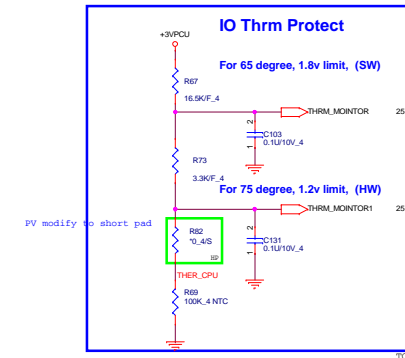 IO Thrm Protect
+3VPCU
For 65 degree, 1.8v limit, (SW)
R67
16.5K/F_4
THRM_MOINTOR 25
2
1
C103
0.1U/10V_4
R73
3.3K/F_4
For 75 degree, 1.2v limit, (HW)
THRM_MOINTOR1 25
PV modify to short pad
R82
*0_4/S
HP
2
1
C131
0.1U/10V_4
THER_CPU
R69
100K_4 NTC